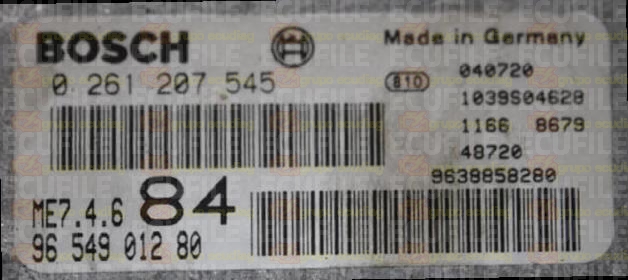 BOSCH
Made in Germany
0 261 207 545
810
040720
1039S04628
1166 8679
48720
9638858280
ME7.4.6 84
96 549 012 80
ECUFILE